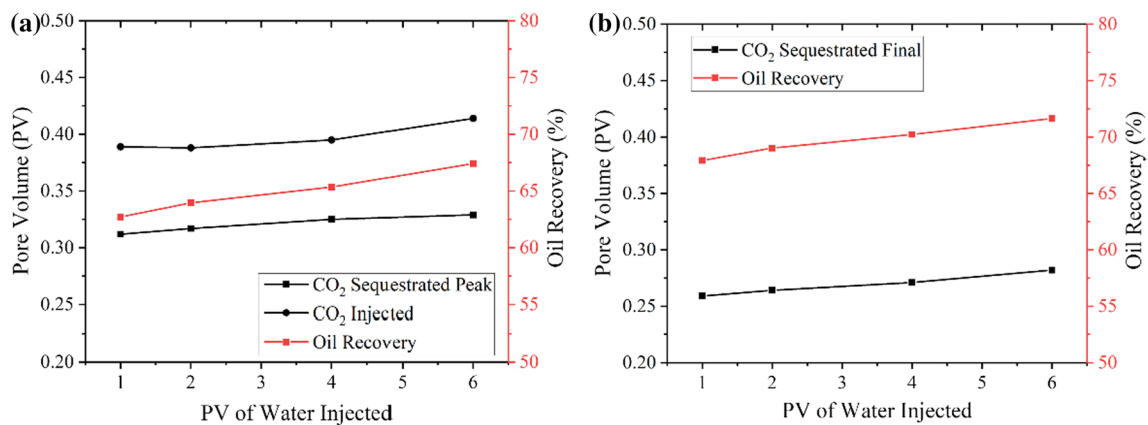 (a)
0.50
0.45
0.40
0.35
0.30
0.25
0.20
Pore Volume (PV)
80
75
70
65
60
55
50
Oil Recovery (%)
CO₂ Sequestrated Peak
CO₂ Injected
Oil Recovery
1 2 3 4 5 6
PV of Water Injected
(b)
0.50
0.45
0.40
0.35
0.30
0.25
0.20
Pore Volume (PV)
80
75
70
65
60
55
50
Oil Recovery (%)
CO₂ Sequestrated Final
Oil Recovery
1 2 3 4 5 6
PV of Water Injected